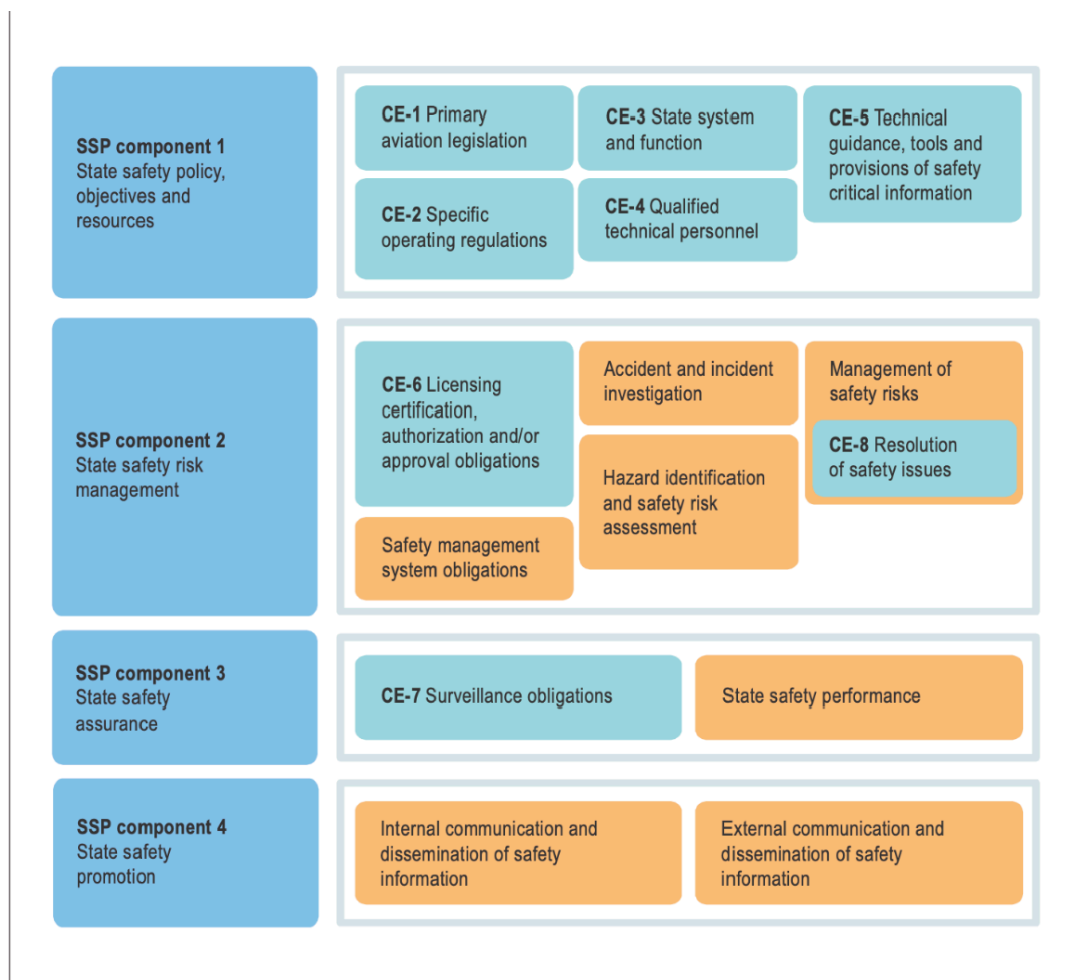 SSP component 1
State safety policy,
objectives and
resources
CE-1 Primary
aviation legislation
CE-2 Specific
operating regulations
CE-3 State system
and function
CE-4 Qualified
technical personnel
CE-5 Technical
guidance, tools and
provisions of safety
critical information
SSP component 2
State safety risk
management
CE-6 Licensing
certification,
authorization and/or
approval obligations
Safety management
system obligations
Accident and incident
investigation
Hazard identification
and safety risk
assessment
Management of
safety risks
CE-8 Resolution
of safety issues
SSP component 3
State safety
assurance
CE-7 Surveillance obligations
State safety performance
SSP component 4
State safety
promotion
Internal communication and
dissemination of safety
information
External communication and
dissemination of safety
information